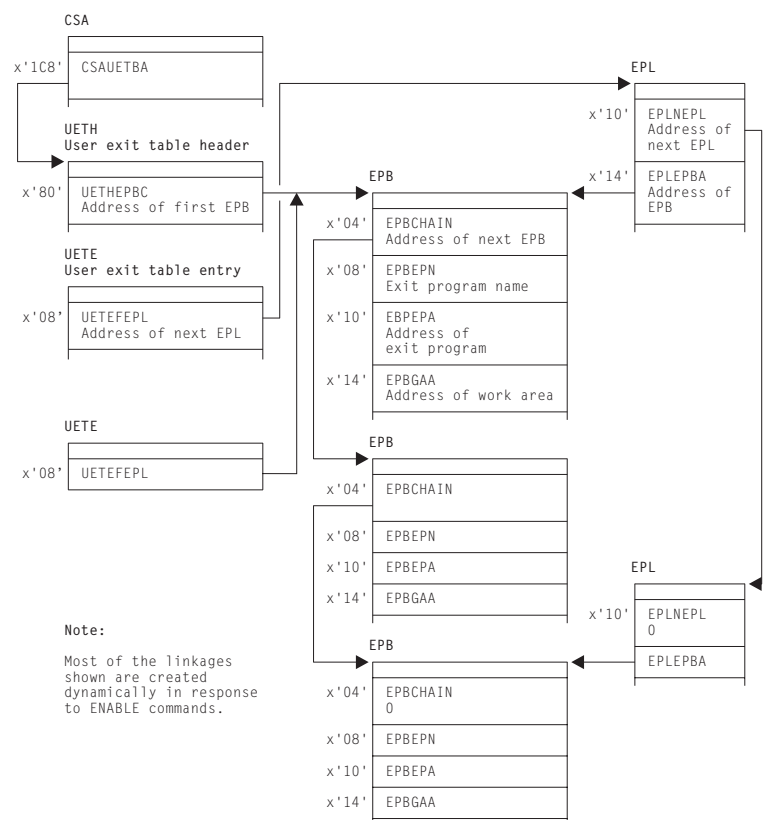 CSA
x'1C8' CSAUETBA
UETH
User exit table header
x'80' UETHEPBC
Address of first EPB
UETE
User exit table entry
x'08' UETEFEPL
Address of next EPL
UETE
x'08' UETEFEPL
Note:
Most of the linkages
shown are created
dynamically in response
to ENABLE commands.
EPB
x'04' EPBCHAIN
Address of next EPB
x'08' EPBEPN
Exit program name
x'10' EBPEPA
Address of
exit program
x'14' EPBGAA
Address of work area
EPB
x'04' EPBCHAIN
x'08' EPBEPN
x'10' EPBEPA
x'14' EPBGAA
EPB
x'04' EPBCHAIN
0
x'08' EPBEPN
x'10' EPBEPA
x'14' EPBGAA
EPL
x'10' EPLNEPL
Address of
next EPL
x'14' EPLEPBA
Address of
EPB
EPL
x'10' EPLNEPL
0
EPLEPBA